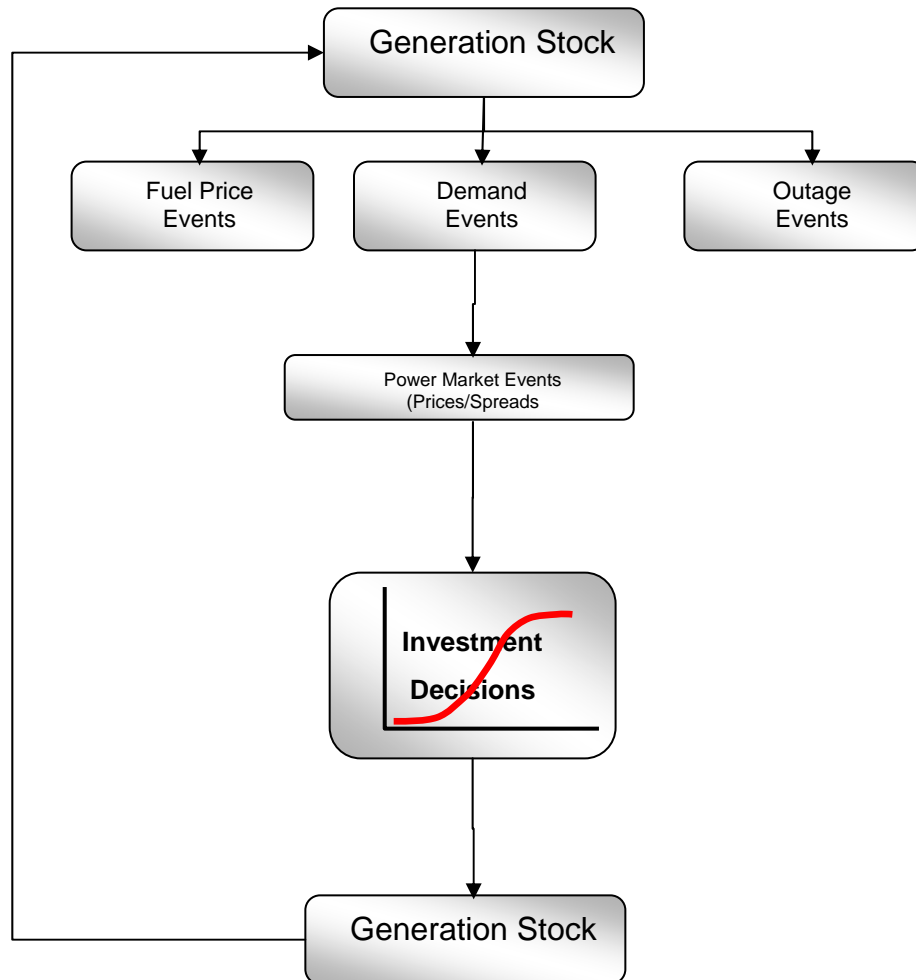 Generation Stock
Fuel Price
Events
Demand
Events
Outage
Events
Power Market Events
(Prices/Spreads
Investment
Decisions
Generation Stock